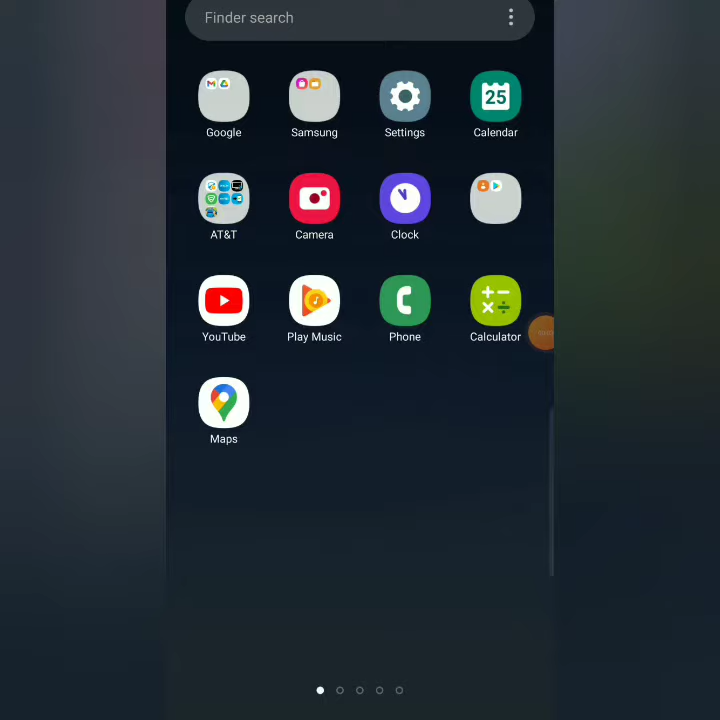 Finder search
Google
Samsung
Settings
25
Calendar
AT&T
Camera
Clock
YouTube
Play Music
Phone
Calculator
Maps